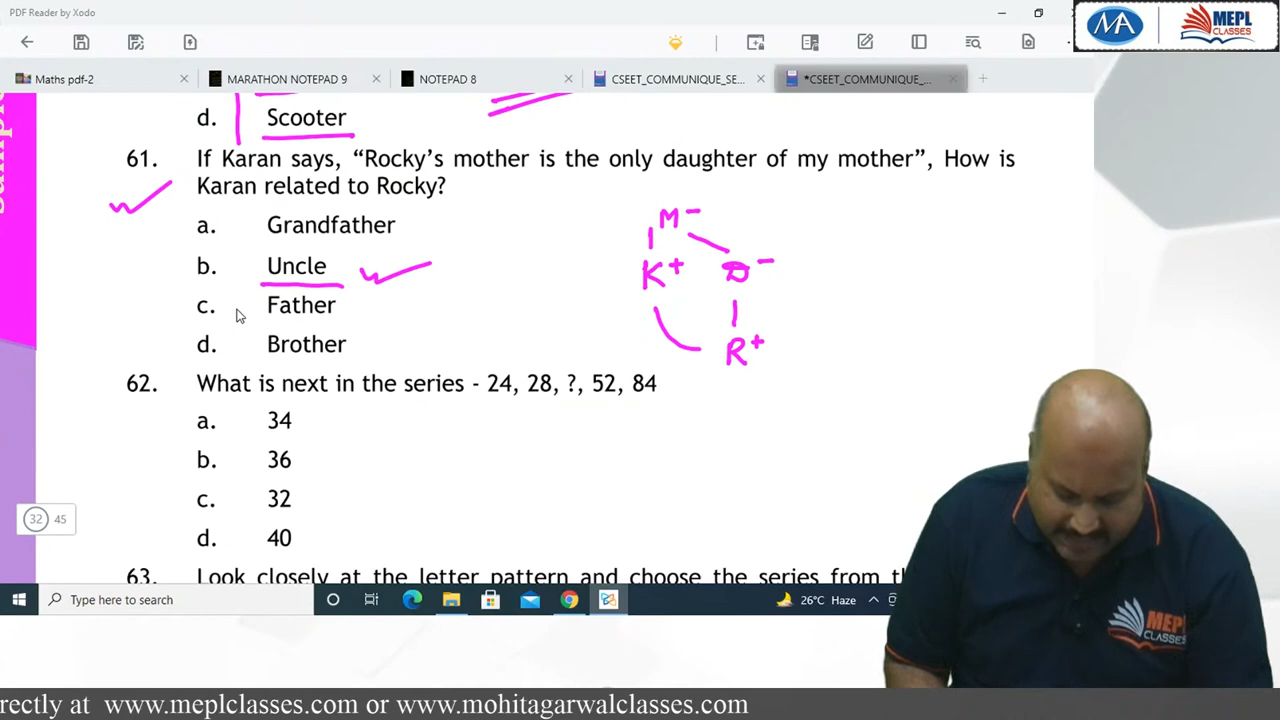 PDF Reader by Xodo
MA MEPL CLASSES
Maths pdf-2 × MARATHON NOTEPAD 9 × NOTEPAD 8 × CSEET_COMMUNIQUE_SE... × *CSEET_COMMUNIQUE_... × +
d. Scooter
61. If Karan says, “Rocky’s mother is the only daughter of my mother”, How is
Karan related to Rocky?
a. Grandfather
b. Uncle
c. Father
d. Brother
M -
K + D -
R +
62. What is next in the series - 24, 28, ?, 52, 84
a. 34
b. 36
c. 32
d. 40
32 45
63. Look closely at the letter pattern and choose the series from
Type here to search 26°C Haze
MEPL CLASSES
rectly at www.meplclasses.com or www.mohitagarwalclasses.com